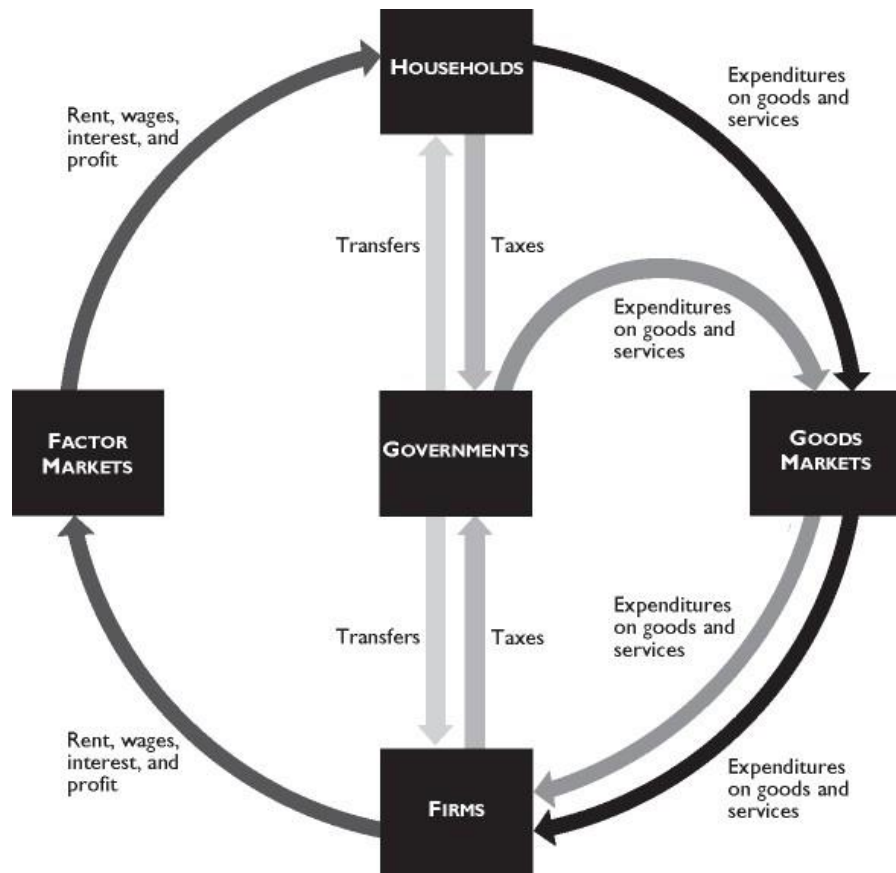 HOUSEHOLDS
Expenditures
on goods and
services
Rent, wages,
interest, and
profit
Transfers
Taxes
Expenditures
on goods and
services
FACTOR
MARKETS
GOVERNMENTS
GOODS
MARKETS
Expenditures
on goods and
services
Transfers
Taxes
Rent, wages,
interest, and
profit
Expenditures
on goods and
services
FIRMS